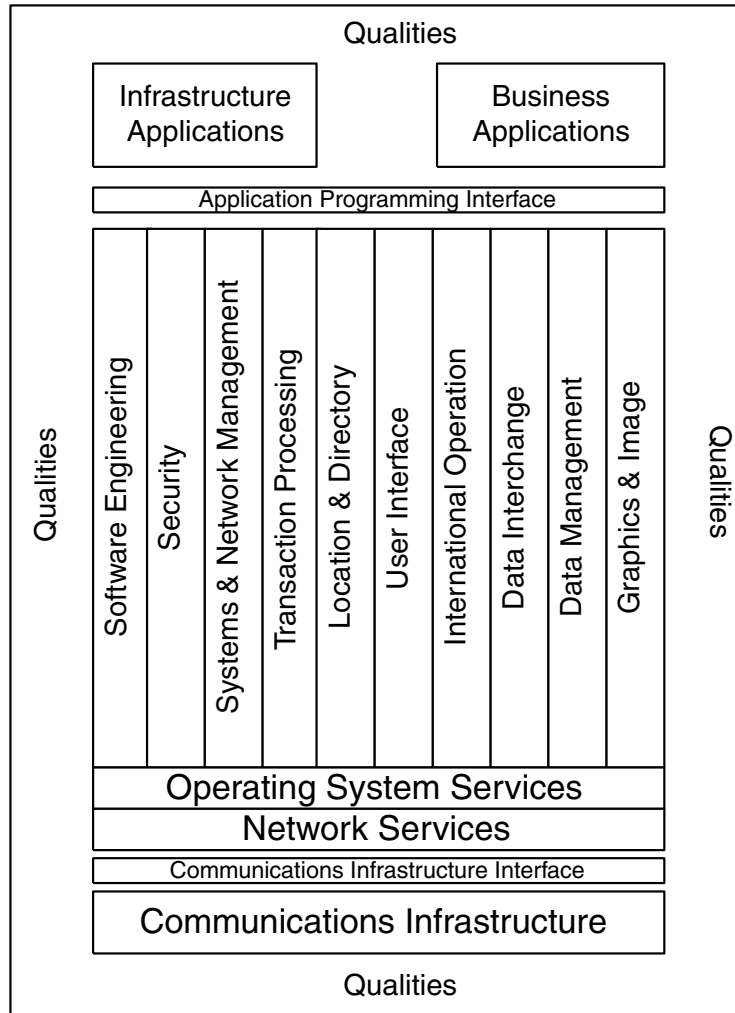 Qualities
Infrastructure
Applications
Business
Applications
Application Programming Interface
Qualities
Software Engineering
Security
Systems & Network Management
Transaction Processing
Location & Directory
User Interface
International Operation
Data Interchange
Data Management
Graphics & Image
Qualities
Operating System Services
Network Services
Communications Infrastructure Interface
Communications Infrastructure
Qualities